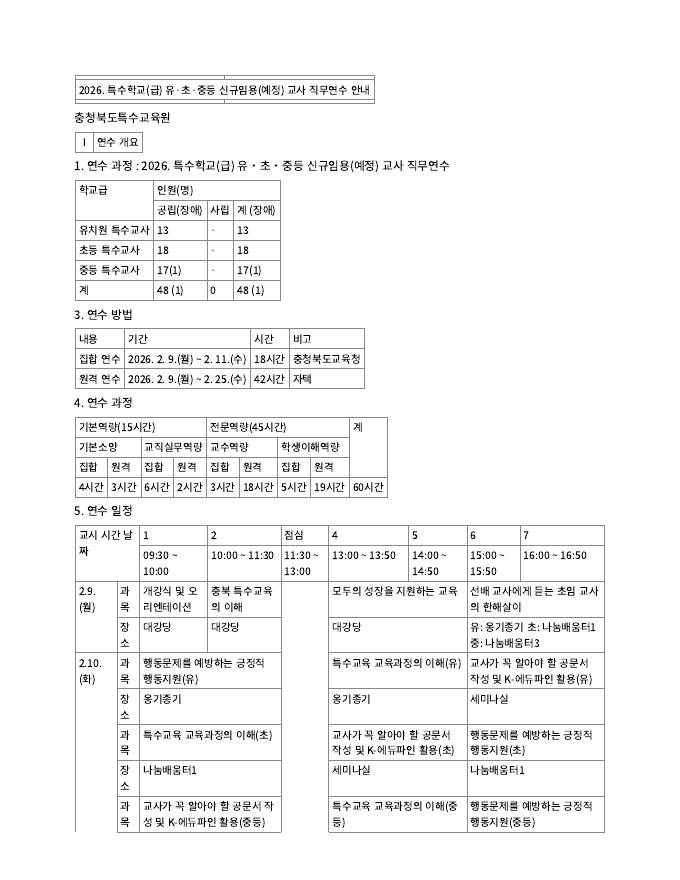 2026. 특수학교(급) 유·초·중등 신규임용(예정) 교사 직무연수 안내
충청북도특수교육원
Ⅰ 연수 개요
1. 연수 과정 : 2026. 특수학교(급) 유・초・중등 신규임용(예정) 교사 직무연수
학교급 인원(명)
공립(장애) 사립 계 (장애)
유치원 특수교사 13 - 13
초등 특수교사 18 - 18
중등 특수교사 17(1) - 17(1)
계 48 (1) 0 48 (1)
3. 연수 방법
내용 기간 시간 비고
집합 연수 2026. 2. 9.(월) ~ 2. 11.(수) 18시간 충청북도교육청
원격 연수 2026. 2. 9.(월) ~ 2. 25.(수) 42시간 자택
4. 연수 과정
기본역량(15시간) 전문역량(45시간) 계
기본소양 교직실무역량 교수역량 학생이해역량
집합 원격 집합 원격 집합 원격 집합 원격
4시간 3시간 6시간 2시간 3시간 18시간 5시간 19시간 60시간
5. 연수 일정
교시 시간 날 1 2 점심 4 5 6 7
짜
09:30 ~ 10:00 ~ 11:30 11:30 ~ 13:00 ~ 13:50 14:00 ~ 15:00 ~ 16:00 ~ 16:50
10:00 13:00 14:50 15:50
2.9. 과 개강식 및 오 충북 특수교육 모두의 성장을 지원하는 교육 선배 교사에게 듣는 초임 교사
(월) 목 리엔테이션 의 이해 의 한해살이
장 대강당 대강당 대강당 유: 옹기종기 초: 나눔배움터1
소 중: 나눔배움터3
2.10. 과 행동문제를 예방하는 긍정적 특수교육 교육과정의 이해(유) 교사가 꼭 알아야 할 공문서
(화) 목 행동지원(유) 작성 및 K-에듀파인 활용(유)
장 옹기종기 옹기종기 세미나실
소
과 특수교육 교육과정의 이해(초) 교사가 꼭 알아야 할 공문서 행동문제를 예방하는 긍정적
목 작성 및 K-에듀파인 활용(초) 행동지원(초)
장 나눔배움터1 세미나실 나눔배움터1
소
과 교사가 꼭 알아야 할 공문서 작 특수교육 교육과정의 이해(중 행동문제를 예방하는 긍정적
목 성 및 K-에듀파인 활용(중등) 등) 행동지원(중등)